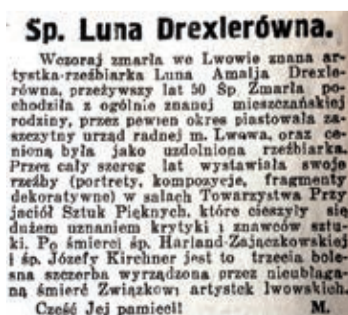 Śp. Luna Drexlerówna.
Wczoraj zmarła we Lwowie znana ar-
tystka-rzeźbiarka Luna Amalja Drexle-
równa, przeżywszy lat 50 Śp. Zmarła po-
chodziła z ogólnie znanej mieszczańskiej
rodziny, przez pewien okres piastowała za-
szczytny urząd radnej m. Lwowa, oraz ce-
nioną była jako uzdolniona rzeźbiarka.
Przez cały szereg lat wystawiała swoje
rzeźby (portrety, kompozycje, fragmenty
dekoratywne) w salach Towarzystwa Przy
jaciół Sztuk Pięknych, które cieszyły się
dużem uznaniem krytyki i znawców sztu-
ki. Po śmierci śp. Harland-Zajączkowskiej
i śp. Józefy Kirchner jest to trzecia bole-
sna szczerba wyrządzona przez nieubłaga-
ną śmierć Związkowi artystek lwowskich.
Cześć Jej pamięci! M.